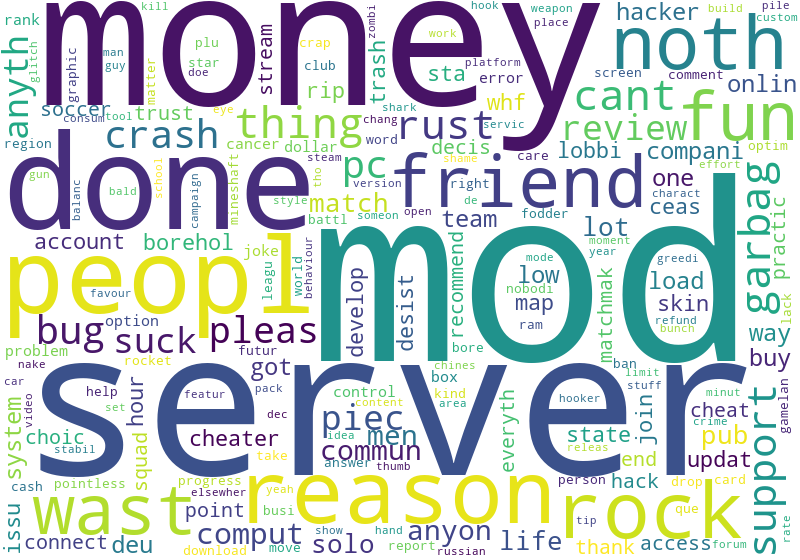 money
done
mod
server
peopl
friend
fun
noth
reason
wast
rock
thing
rust
cant
review
garbag
support
crash
suck
pleas
bug
pc
piec
anyth
commun
comput
solo
life
anyon
match
men
rip
trash
stream
sta
whf
hacker
onlin
lobbi
compani
one
lot
ceas
team
low
map
load
skin
way
buy
practic
recommend
matchmak
desist
develop
decis
error
club
star
plu
trust
soccer
region
rank
glitch
graphic
man
guy
doe
matter
kill
crap
zombi
hook
weapon
place
work
platform
build
custom
pile
screen
comment
optim
effort
shark
servic
chang
word
care
shame
eye
tool
consum
cancer
dollar
mineshaft
school
campaign
bald
gun
balanc
steam
tho
version
right
style
battl
someon
open
de
fodder
charact
account
borehol
joke
leagu
world
behaviour
favour
option
problem
rocket
futur
got
hour
choic
system
issu
connect
deu
point
cheater
squad
help
featur
pack
dec
box
control
content
idea
answer
thumb
kind
area
chines
bore
everyth
mode
nobodi
ram
moment
year
greedi
refund
bunch
lack
ban
limit
stuff
minut
hooker
state
join
cheat
pub
updat
hack
end
access
thank
tip
person
releas
crime
gamelan
drop
card
que
forum
rate
nake
car
video
set
stabil
cash
pointless
progress
elsewher
yeah
busi
take
download
move
show
hand
report
russian